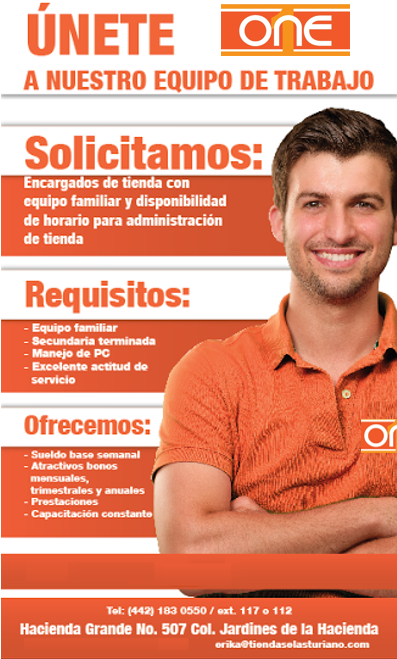 ÚNETE
ONE
A NUESTRO EQUIPO DE TRABAJO
Solicitamos:
Encargados de tienda con
equipo familiar y disponibilidad
de horario para administración
de tienda
Requisitos:
- Equipo familiar
- Secundaría terminada
- Manejo de PC
- Excelente actitud de
servicio
Ofrecemos:
- Sueldo base semanal
- Atractivos bonos
mensuales,
trimestrales y anuales
- Prestaciones
- Capacitación constante
On
Tel: (442) 183 0550 / ext. 117 o 112
Hacienda Grande No. 507 Col. Jardines de la Hacienda
erika@tiendaselasturiano.com